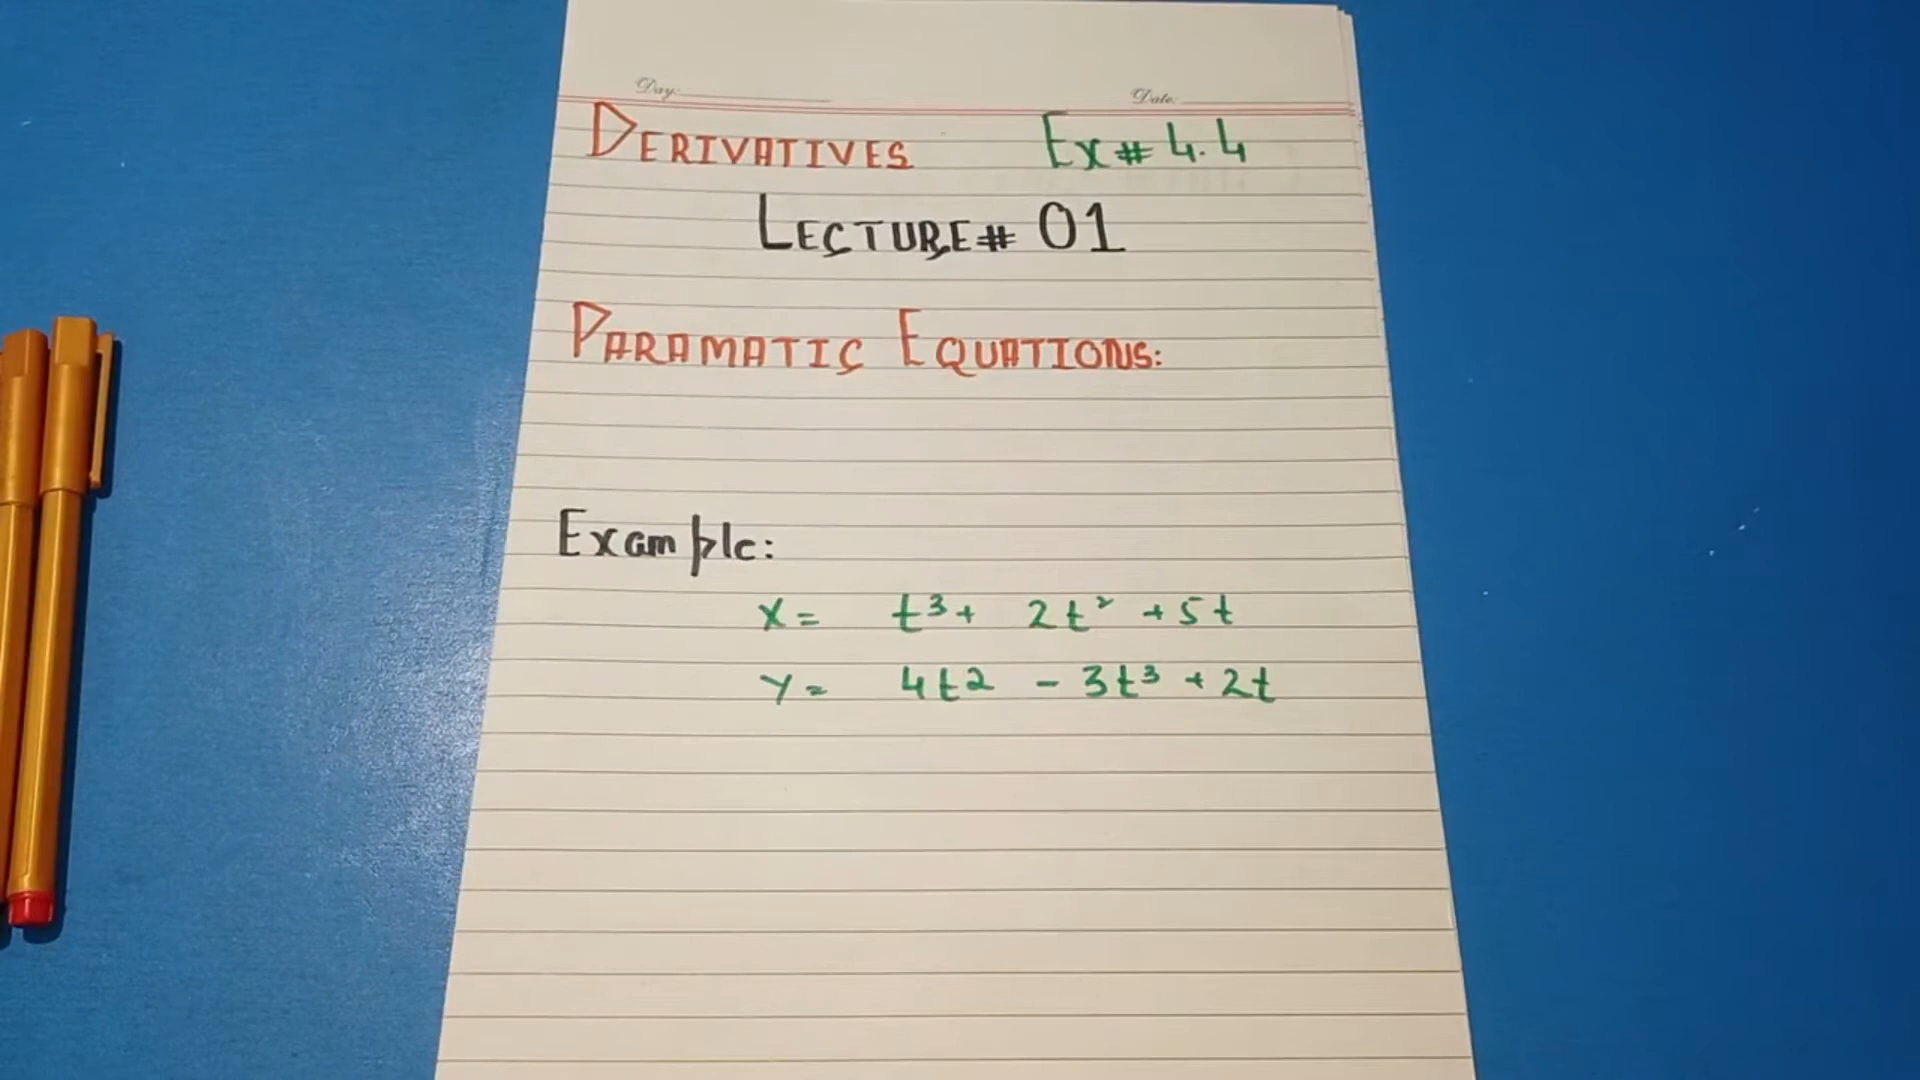 Day: Date:
DERIVATIVES Ex# 4.4
LECTURE# 01
PARAMATIC EQUATIONS:
Example:
x = t³ + 2t² + 5t
y = 4t2 - 3t³ + 2t